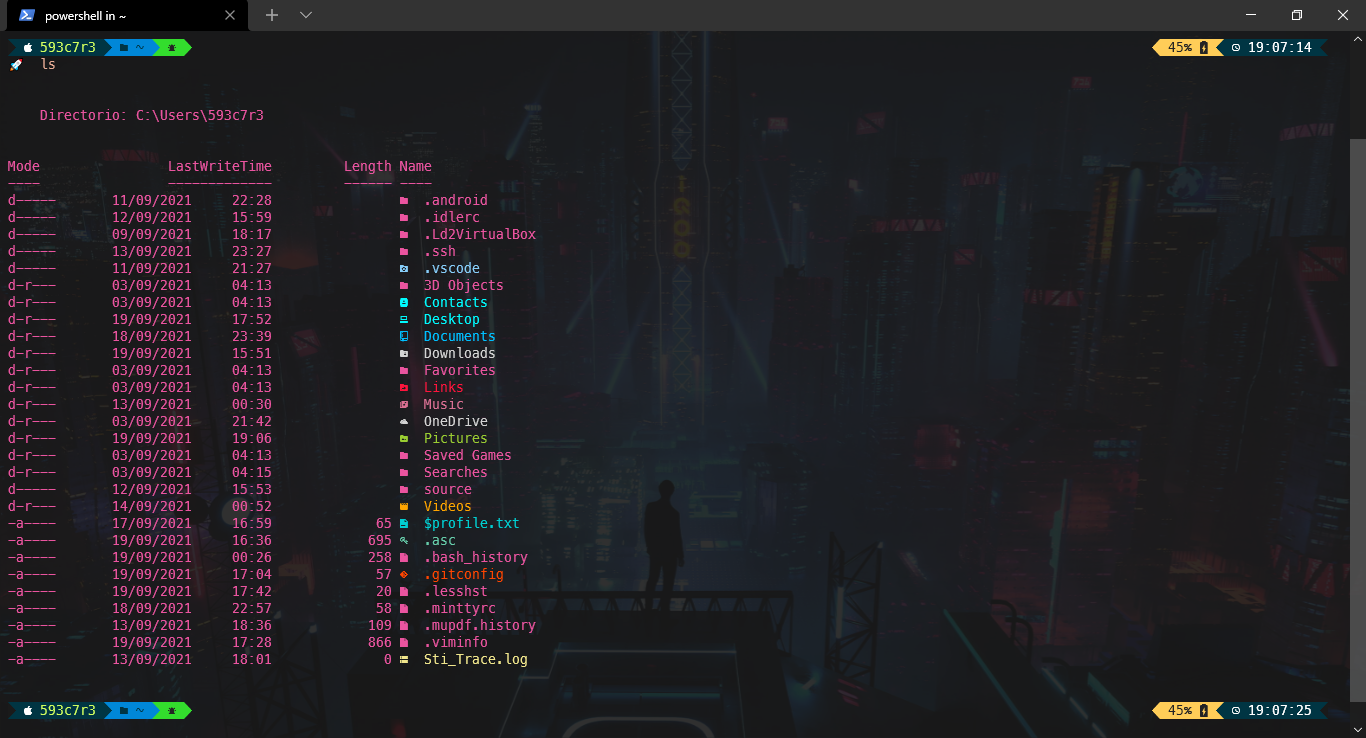 powershell in ~
593c7r3 ~ 45% 19:07:14
ls
Directorio: C:\Users\593c7r3
Mode LastWriteTime Length Name
---- ------------- ------ ----
d----- 11/09/2021 22:28 .android
d----- 12/09/2021 15:59 .idlerc
d----- 09/09/2021 18:17 .Ld2VirtualBox
d----- 13/09/2021 23:27 .ssh
d----- 11/09/2021 21:27 .vscode
d-r--- 03/09/2021 04:13 3D Objects
d-r--- 03/09/2021 04:13 Contacts
d-r--- 19/09/2021 17:52 Desktop
d-r--- 18/09/2021 23:39 Documents
d-r--- 19/09/2021 15:51 Downloads
d-r--- 03/09/2021 04:13 Favorites
d-r--- 03/09/2021 04:13 Links
d-r--- 13/09/2021 00:30 Music
d-r--- 03/09/2021 21:42 OneDrive
d-r--- 19/09/2021 19:06 Pictures
d-r--- 03/09/2021 04:13 Saved Games
d-r--- 03/09/2021 04:15 Searches
d----- 12/09/2021 15:53 source
d-r--- 14/09/2021 00:52 Videos
-a---- 17/09/2021 16:59 65 $profile.txt
-a---- 19/09/2021 16:36 695 .asc
-a---- 19/09/2021 00:26 258 .bash_history
-a---- 19/09/2021 17:04 57 .gitconfig
-a---- 19/09/2021 17:42 20 .lesshst
-a---- 18/09/2021 22:57 58 .minttyrc
-a---- 13/09/2021 18:36 109 .mupdf.history
-a---- 19/09/2021 17:28 866 .viminfo
-a---- 13/09/2021 18:01 0 Sti_Trace.log
593c7r3 ~ 45% 19:07:25